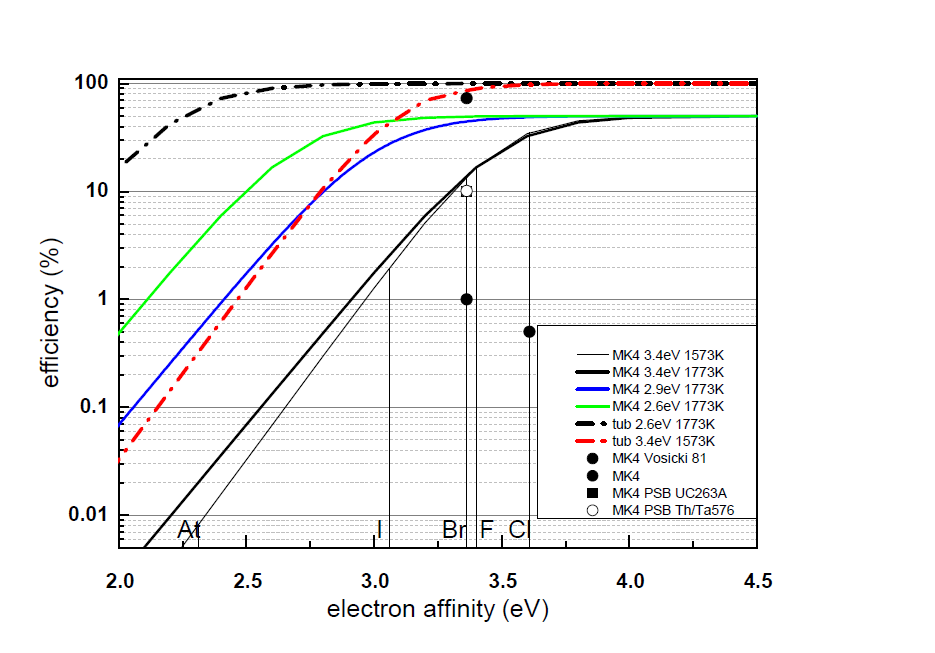 100
10
1
0.1
0.01
efficiency (%)
MK4 3.4eV 1573K
MK4 3.4eV 1773K
MK4 2.9eV 1773K
MK4 2.6eV 1773K
tub 2.6eV 1773K
tub 3.4eV 1573K
MK4 Vosicki 81
MK4
MK4 PSB UC263A
MK4 PSB Th/Ta576
At I Br F Cl
2.0 2.5 3.0 3.5 4.0 4.5
electron affinity (eV)